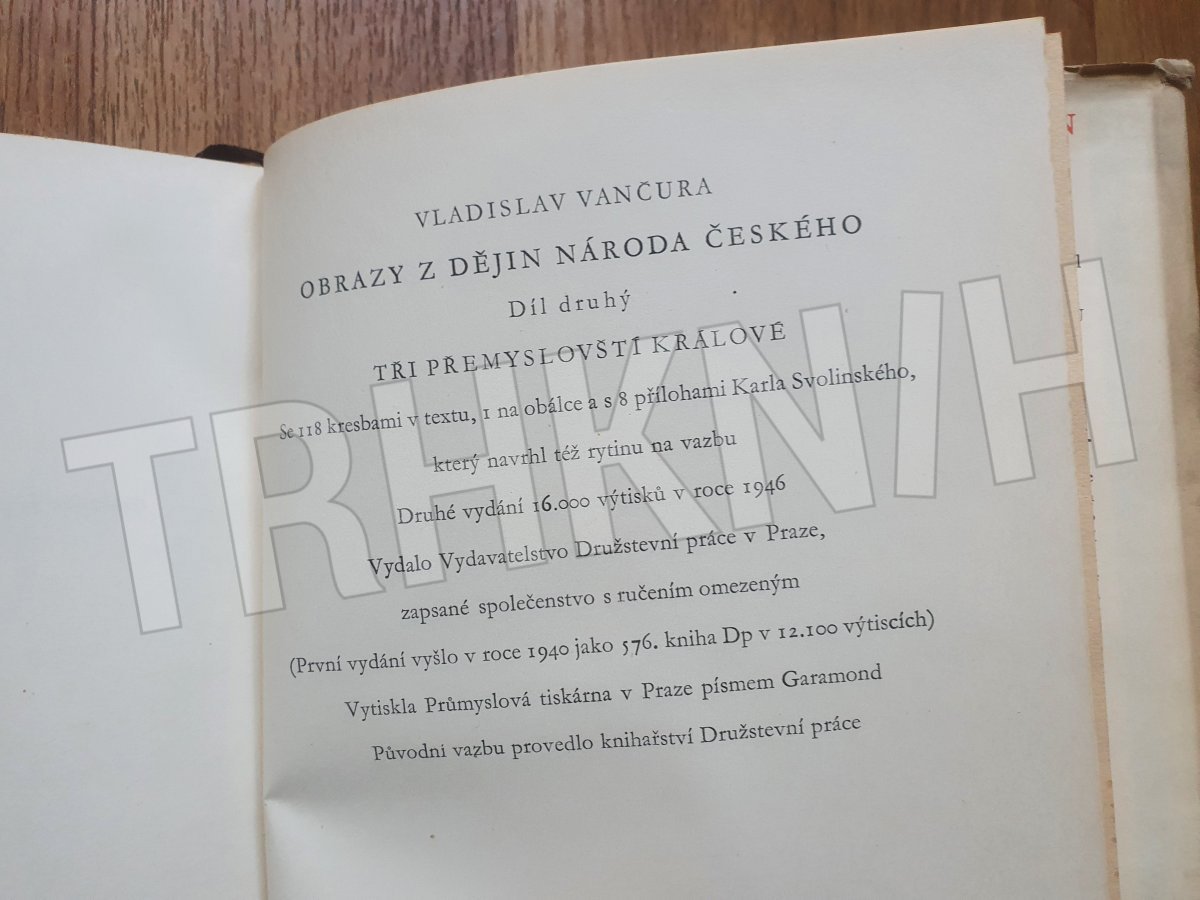 VLADISLAV VANČURA
OBRAZY Z DĚJIN NÁRODA ČESKÉHO
Díl druhý
TŘI PŘEMYSLOVŠTÍ KRÁLOVÉ
Se 118 kresbami v textu, 1 na obálce a s 8 přílohami Karla Svolinského,
který navrhl též rytinu na vazbu
Druhé vydání 16.000 výtisků v roce 1946
Vydalo Vydavatelstvo Družstevní práce v Praze,
zapsané společenstvo s ručením omezeným
(První vydání vyšlo v roce 1940 jako 576. kniha Dp v 12.100 výtiscích)
Vytiskla Průmyslová tiskárna v Praze písmem Garamond
Původní vazbu provedlo knihařství Družstevní práce
TRHKNIH
N